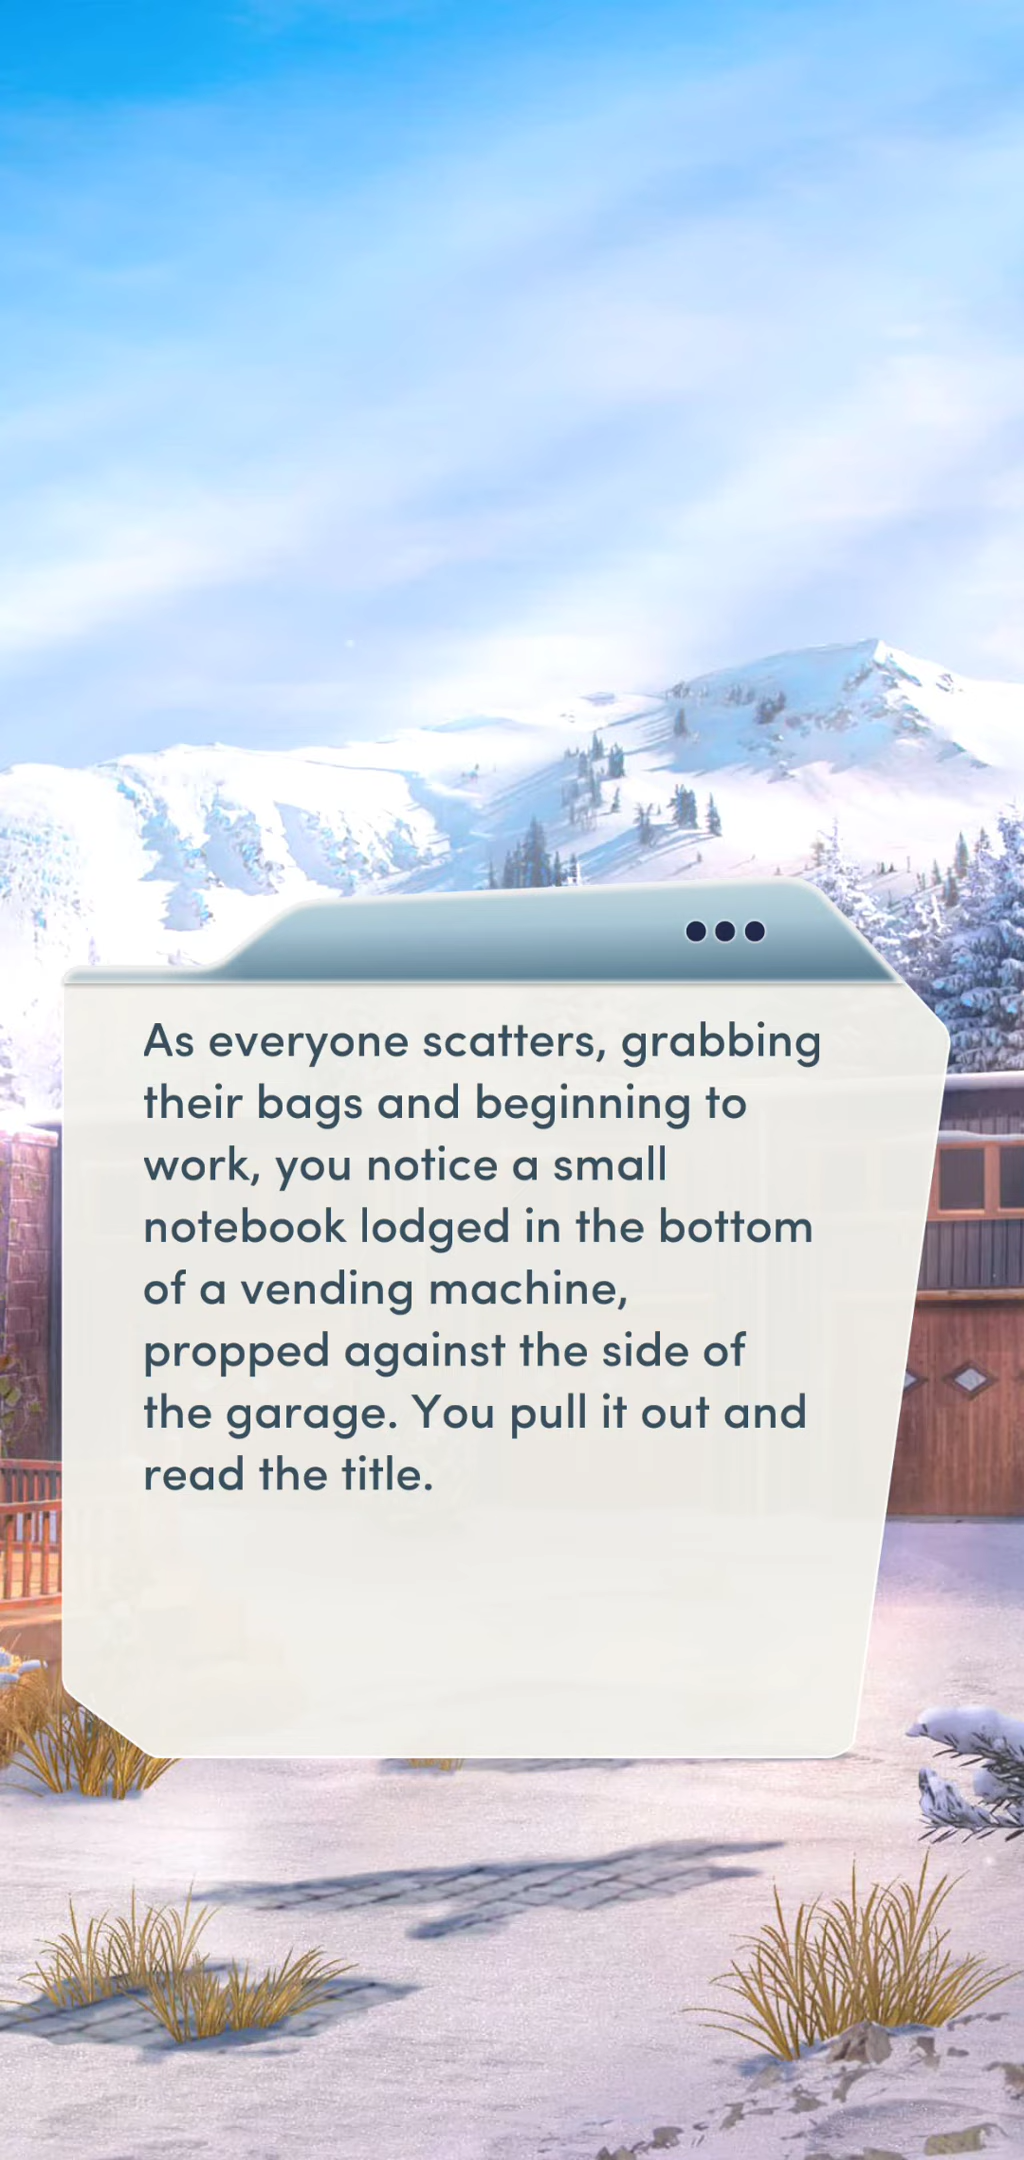 As everyone scatters, grabbing
their bags and beginning to
work, you notice a small
notebook lodged in the bottom
of a vending machine,
propped against the side of
the garage. You pull it out and
read the title.